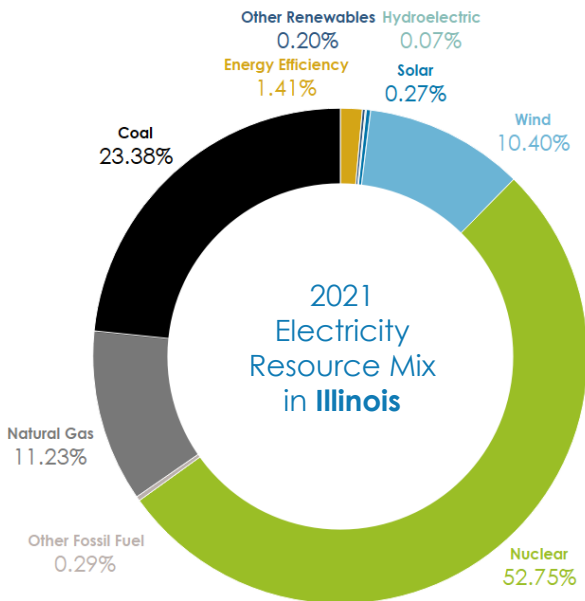 Other Renewables
0.20%
Hydroelectric
0.07%
Energy Efficiency
1.41%
Solar
0.27%
Coal
23.38%
Wind
10.40%
2021
Electricity
Resource Mix
in Illinois
Natural Gas
11.23%
Other Fossil Fuel
0.29%
Nuclear
52.75%